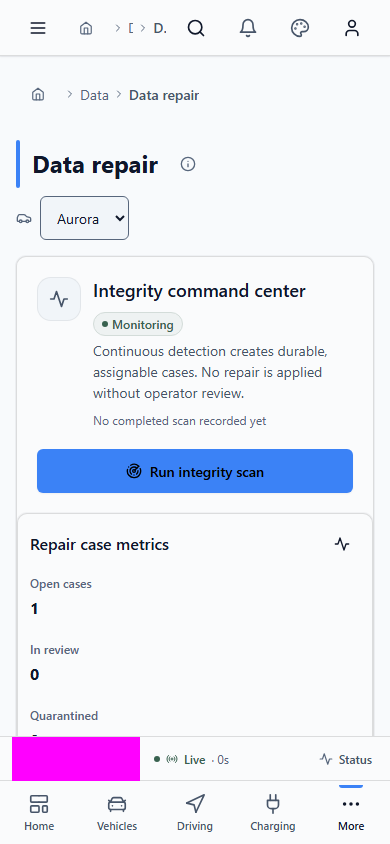 D.
Data Data repair
Data repair
Aurora
Integrity command center
Monitoring
Continuous detection creates durable,
assignable cases. No repair is applied
without operator review.
No completed scan recorded yet
Run integrity scan
Repair case metrics
Open cases
1
In review
0
Quarantined
Live · 0s
Status
Home
Vehicles
Driving
Charging
More